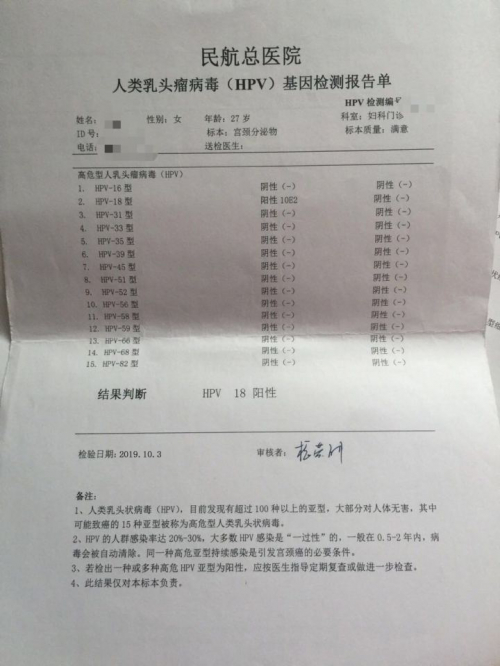 民航总医院
人类乳头瘤病毒（HPV）基因检测报告单
HPV 检测编
姓名： 性别：女 年龄：27 岁 科室：妇科门诊
ID 号： 标本：宫颈分泌物 标本质量：满意
电话： 送检医生：
高危型人乳头瘤病毒（HPV）
1. HPV-16 型 阴性（-） 阴性（-）
2. HPV-18 型 阳性 10E2 阴性（-）
3. HPV-31 型 阴性（-） 阴性（-）
4. HPV-33 型 阴性（-） 阴性（-）
5. HPV-35 型 阴性（-） 阴性（-）
6. HPV-39 型 阴性（-） 阴性（-）
7. HPV-45 型 阴性（-） 阴性（-）
8. HPV-51 型 阴性（-） 阴性（-）
9. HPV-52 型 阴性（-） 阴性（-）
10. HPV-56 型 阴性（-） 阴性（-）
11. HPV-58 型 阴性（-） 阴性（-）
12. HPV-59 型 阴性（-） 阴性（-）
13. HPV-66 型 阴性（-） 阴性（-）
14. HPV-68 型 阴性（-） 阴性（-）
15. HPV-82 型 阴性（-） 阴性（-）
结果判断 HPV 18 阳性
检验日期：2019.10.3 审核者：
备注：
1、人类乳头状病毒（HPV），目前发现有超过 100 种以上的亚型，大部分对人体无害，其中
可能致癌的 15 种亚型被称为高危型人类乳头状病毒。
2、HPV 的人群感染率达 20%-30%，大多数 HPV 感染是“一过性”的，一般在 0.5-2 年内，病
毒会被自动清除。同一种高危亚型持续感染是引发宫颈癌的必要条件。
3、若检出一种或多种高危 HPV 亚型为阳性，应按医生指导定期复查或做进一步检查。
4、此结果仅对本标本负责。